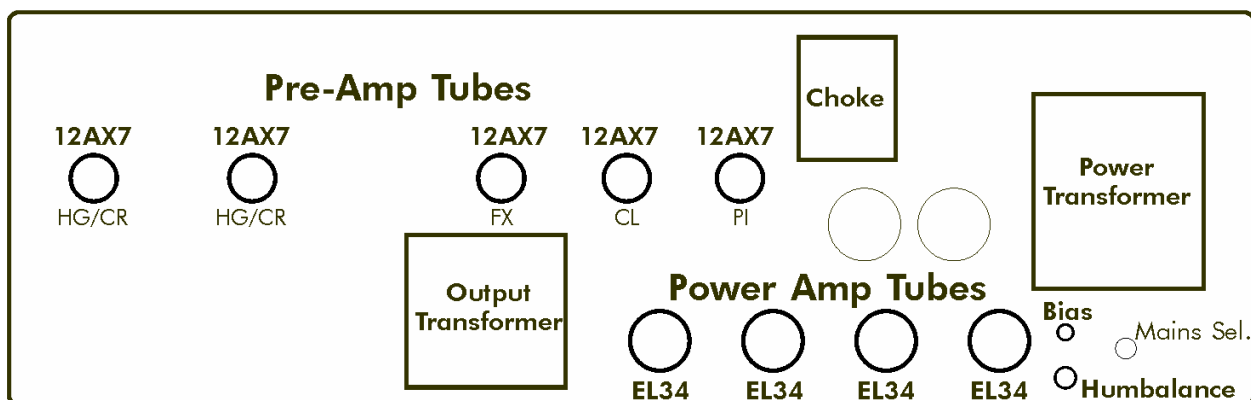 Pre-Amp Tubes
Choke
12AX7 12AX7 12AX7 12AX7 12AX7
HG/CR HG/CR FX CL PI
Power
Transformer
Output
Transformer
Power Amp Tubes
EL34 EL34 EL34 EL34
Bias
Mains Sel.
Humbalance